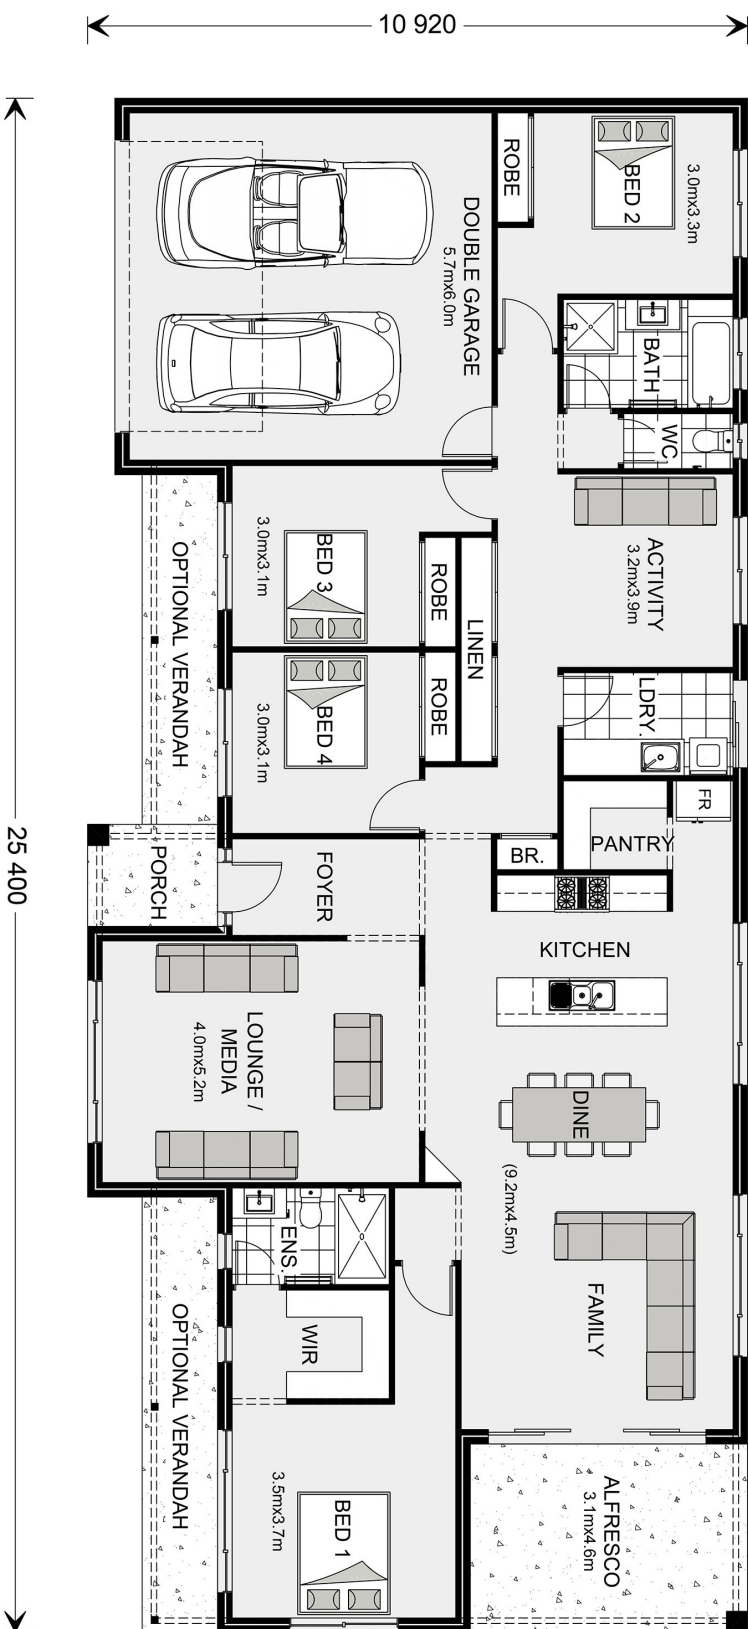 10 920
25 400
ROBE
BED 2
3.0mx3.3m
DOUBLE GARAGE
5.7mx6.0m
BATH
WC
ACTIVITY
3.2mx3.9m
OPTIONAL VERANDAH
BED 3
3.0mx3.1m
ROBE
LINEN
ROBE
BED 4
3.0mx3.1m
LDRY.
FR
PANTRY
BR.
PORCH
FOYER
KITCHEN
LOUNGE /
MEDIA
4.0mx5.2m
DINE
(9.2mx4.5m)
FAMILY
ENS.
WIR
OPTIONAL VERANDAH
BED 1
3.5mx3.7m
ALFRESCO
3.1mx4.6m